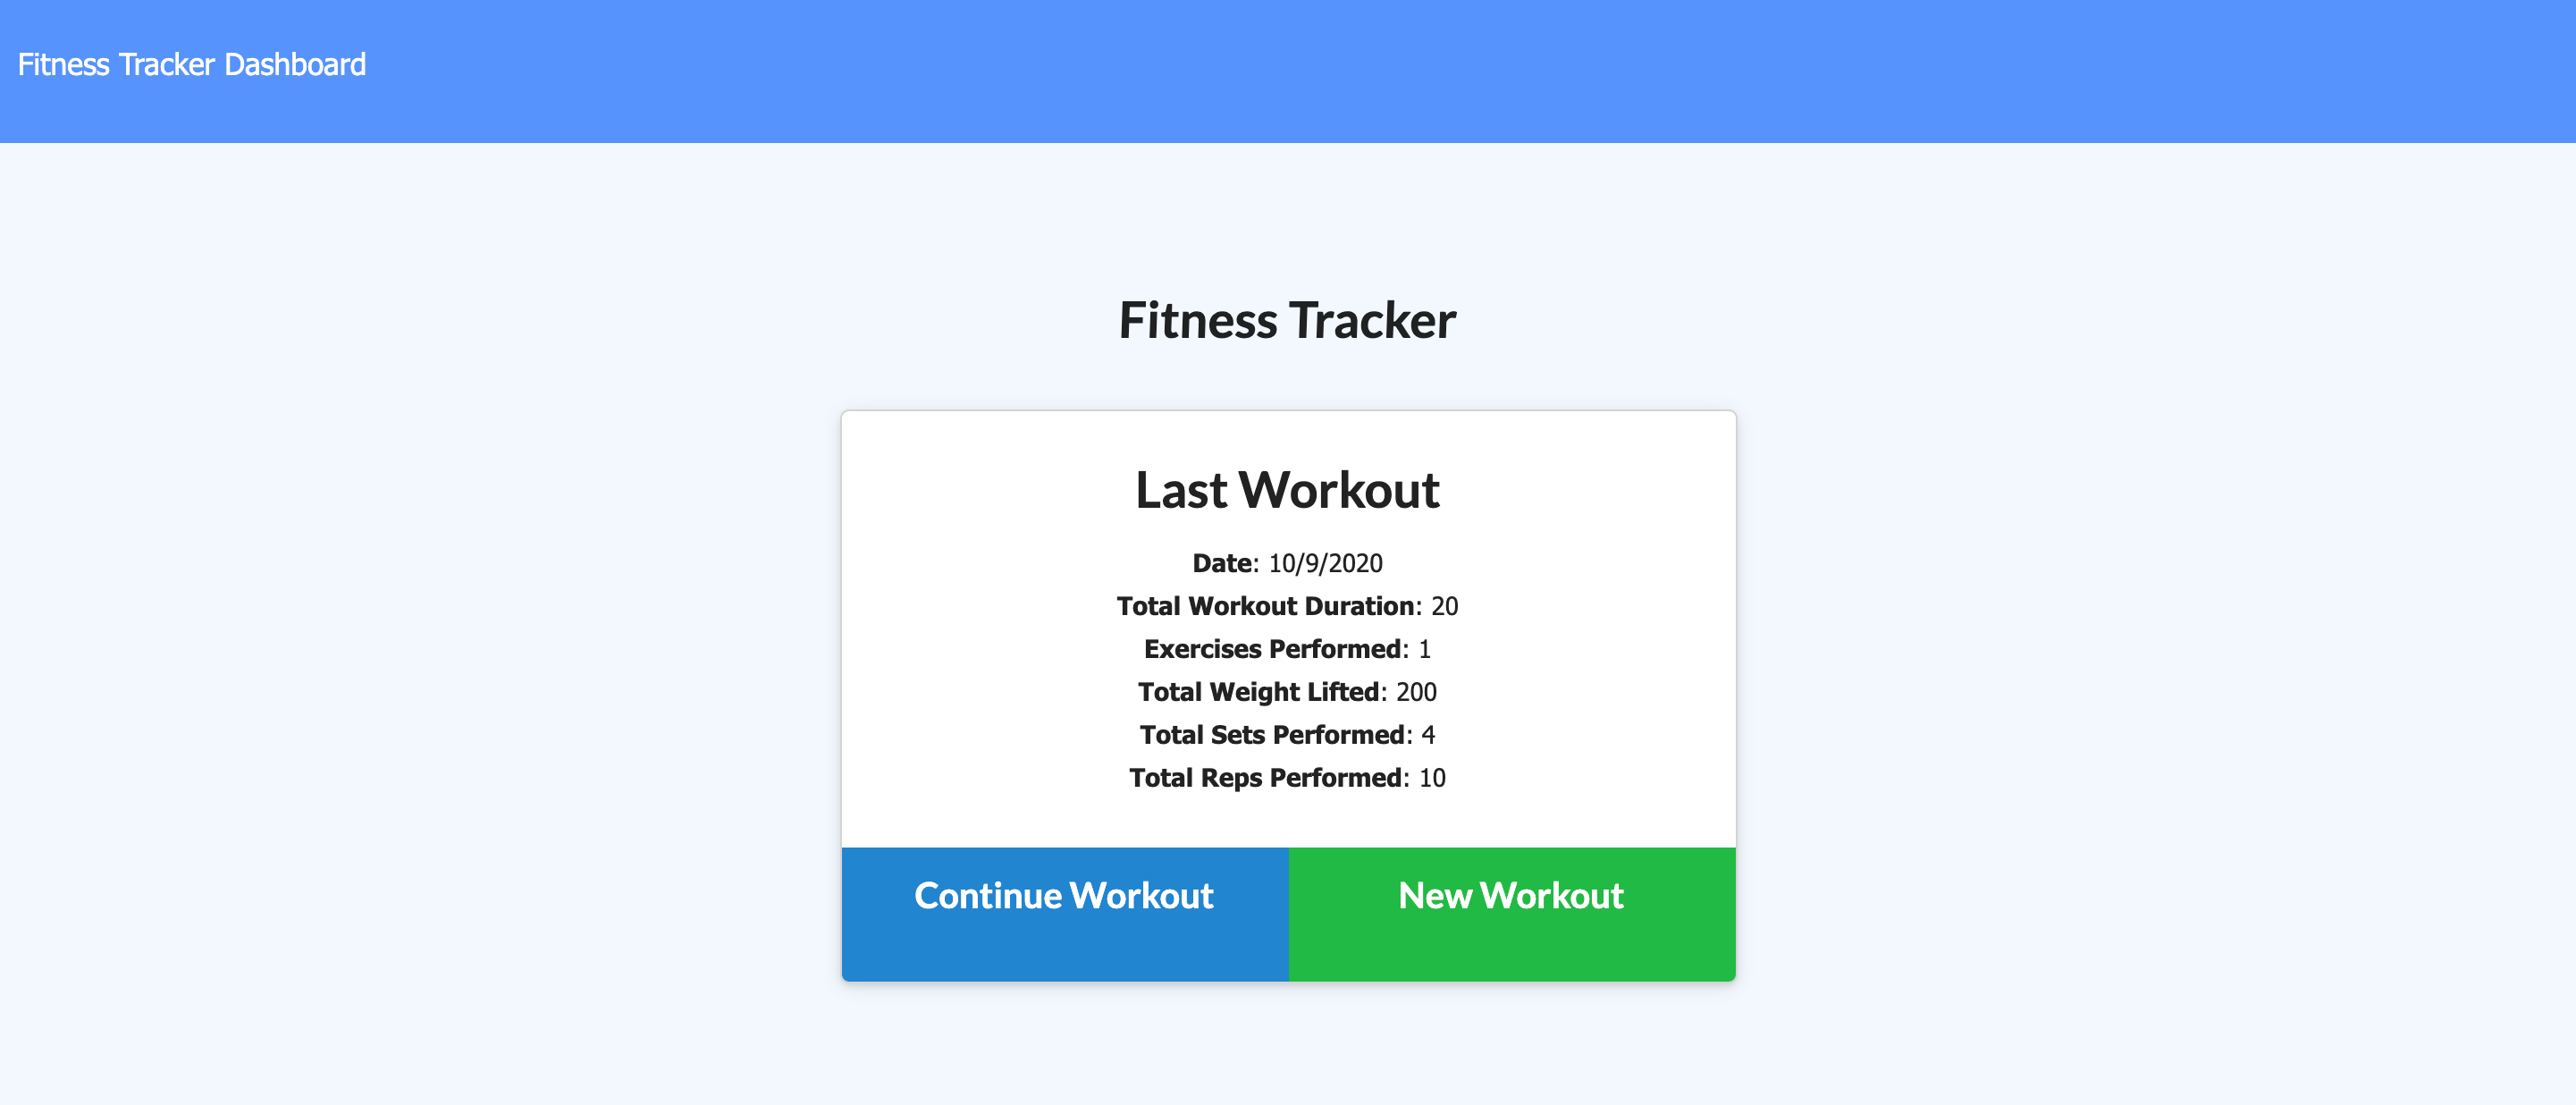 Fitness Tracker Dashboard
Fitness Tracker
Last Workout
Date: 10/9/2020
Total Workout Duration: 20
Exercises Performed: 1
Total Weight Lifted: 200
Total Sets Performed: 4
Total Reps Performed: 10
Continue Workout
New Workout